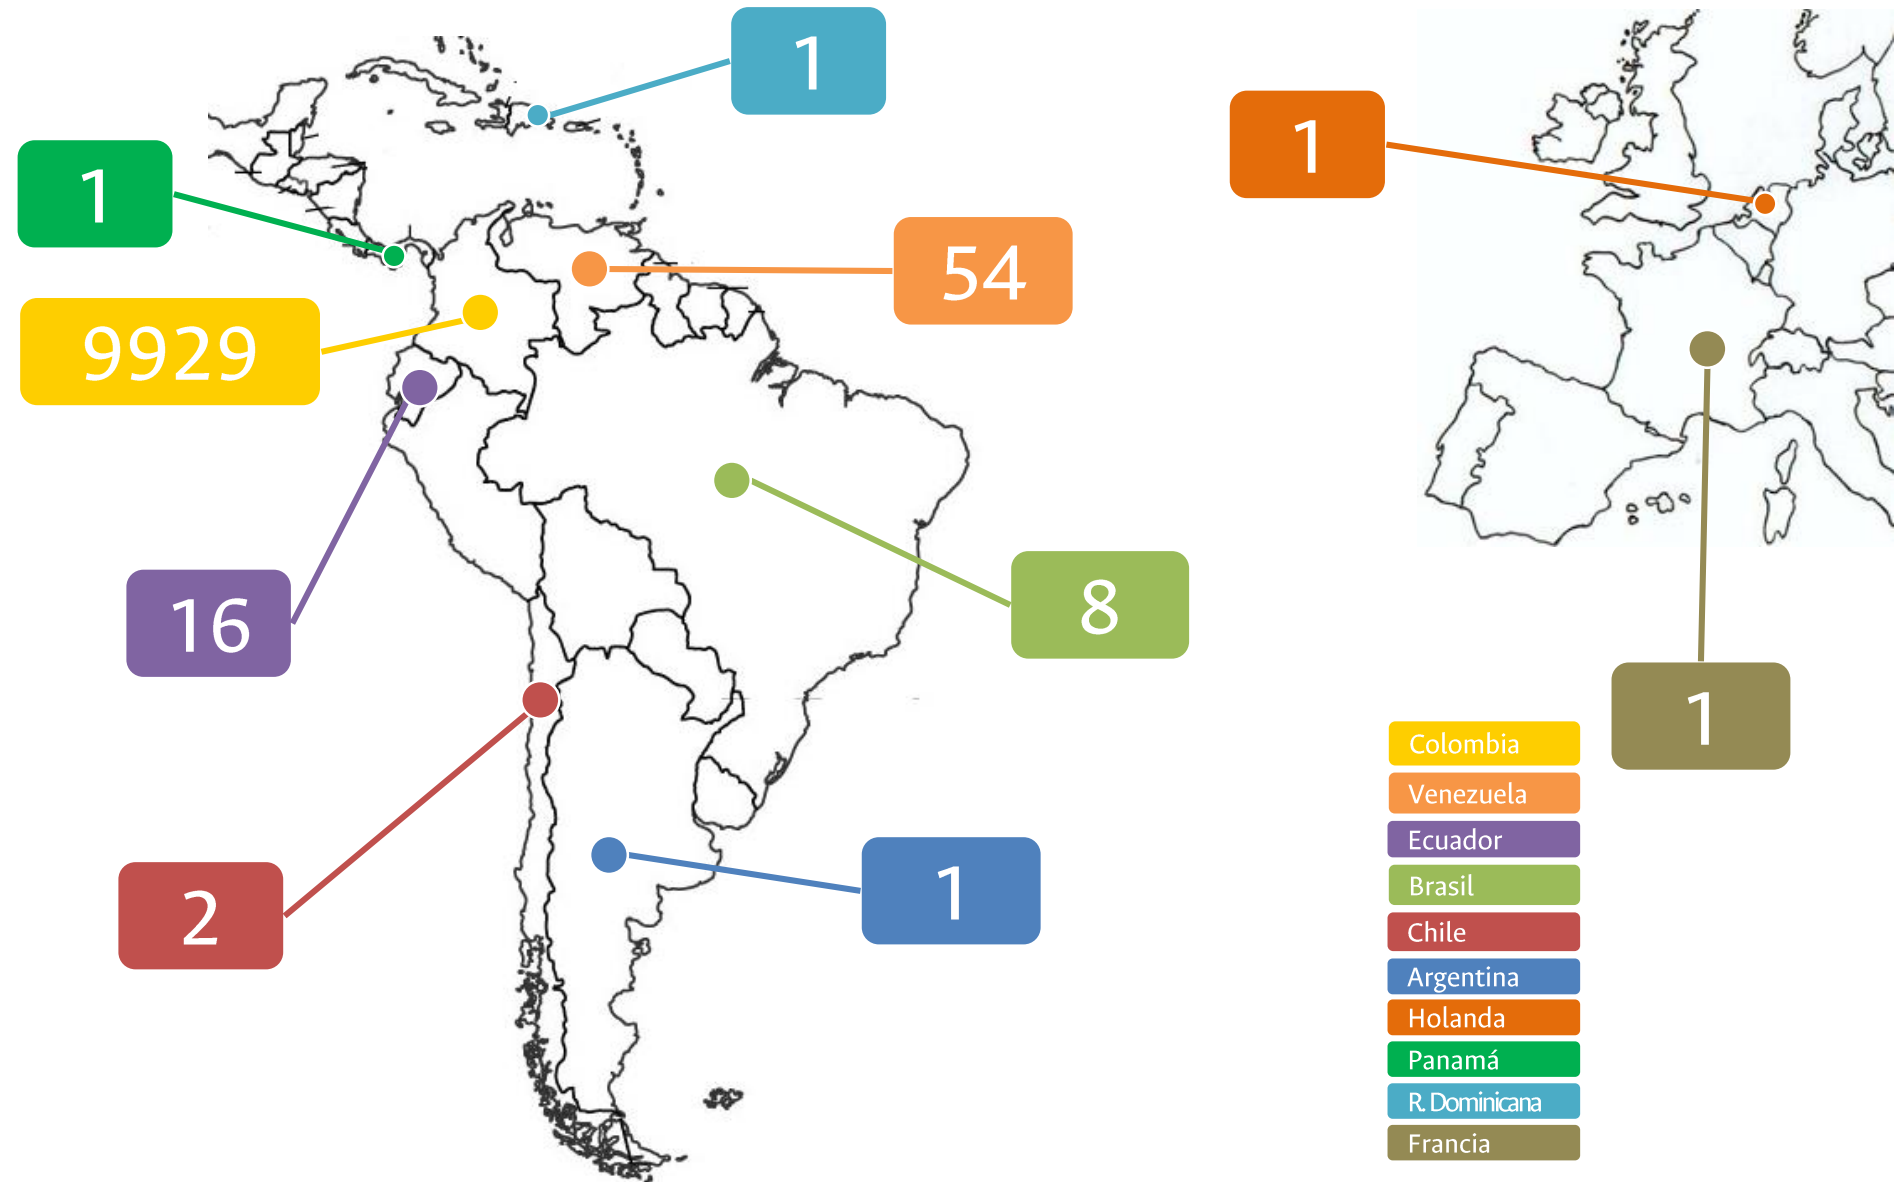 1
1
1
54
9929
8
16
1
2
1
Colombia
Venezuela
Ecuador
Brasil
Chile
Argentina
Holanda
Panamá
R. Dominicana
Francia